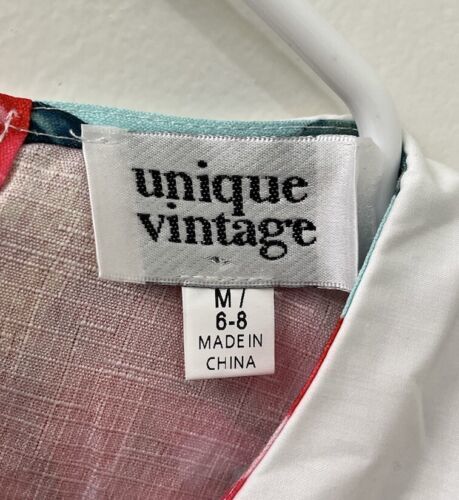 unique
vintage
M /
6-8
MADE IN
CHINA